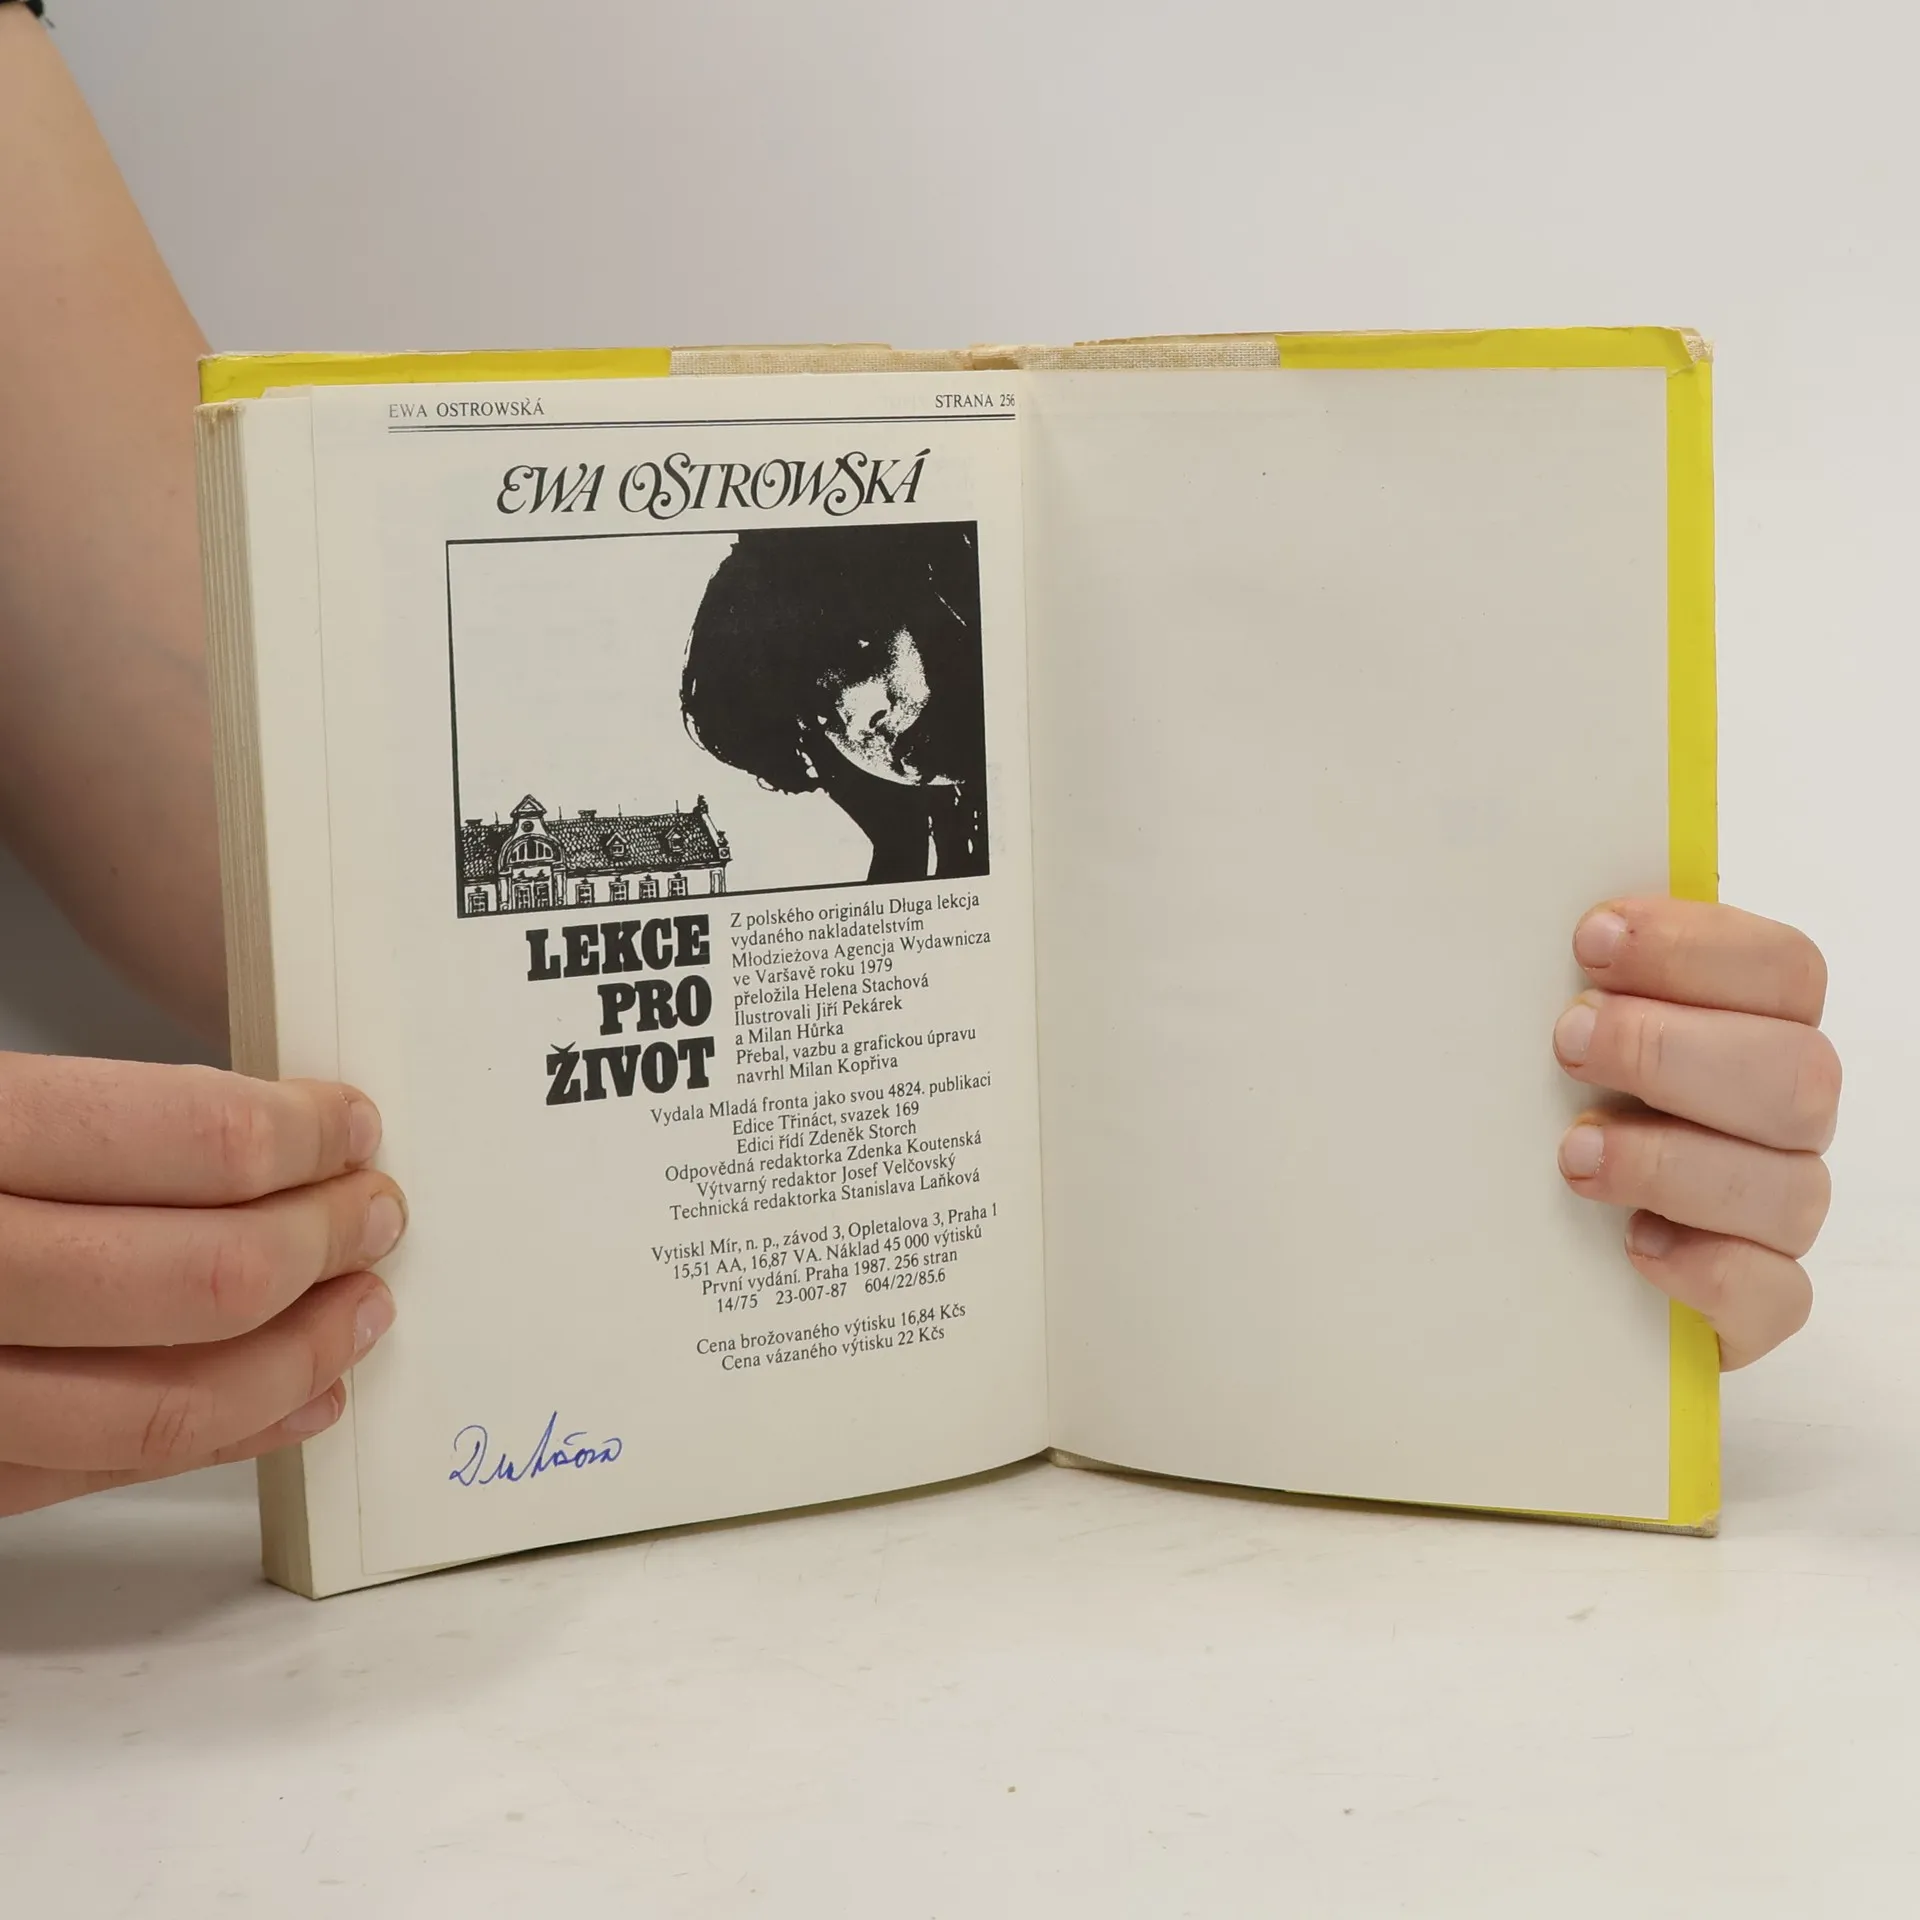 EWA OSTROWSKÁ STRANA 256
EWA OSTROWSKÁ
LEKCE
PRO
ŽIVOT
Z polského originálu Długa lekcja
vydaného nakladatelstvím
Młodzieżova Agencja Wydawnicza
ve Varšavě roku 1979
přeložila Helena Stachová
Ilustrovali Jiří Pekárek
a Milan Hůrka
Přebal, vazbu a grafickou úpravu
navrhl Milan Kopřiva
Vydala Mladá fronta jako svou 4824. publikaci
Edice Třináct, svazek 169
Edici řídí Zdeněk Storch
Odpovědná redaktorka Zdenka Koutenská
Výtvarný redaktor Josef Velčovský
Technická redaktorka Stanislava Laňková
Vytiskl Mír, n. p., závod 3, Opletalova 3, Praha 1
15,51 AA, 16,87 VA. Náklad 45 000 výtisků
První vydání. Praha 1987. 256 stran
14/75 23-007-87 604/22/85.6
Cena brožovaného výtisku 16,84 Kčs
Cena vázaného výtisku 22 Kčs